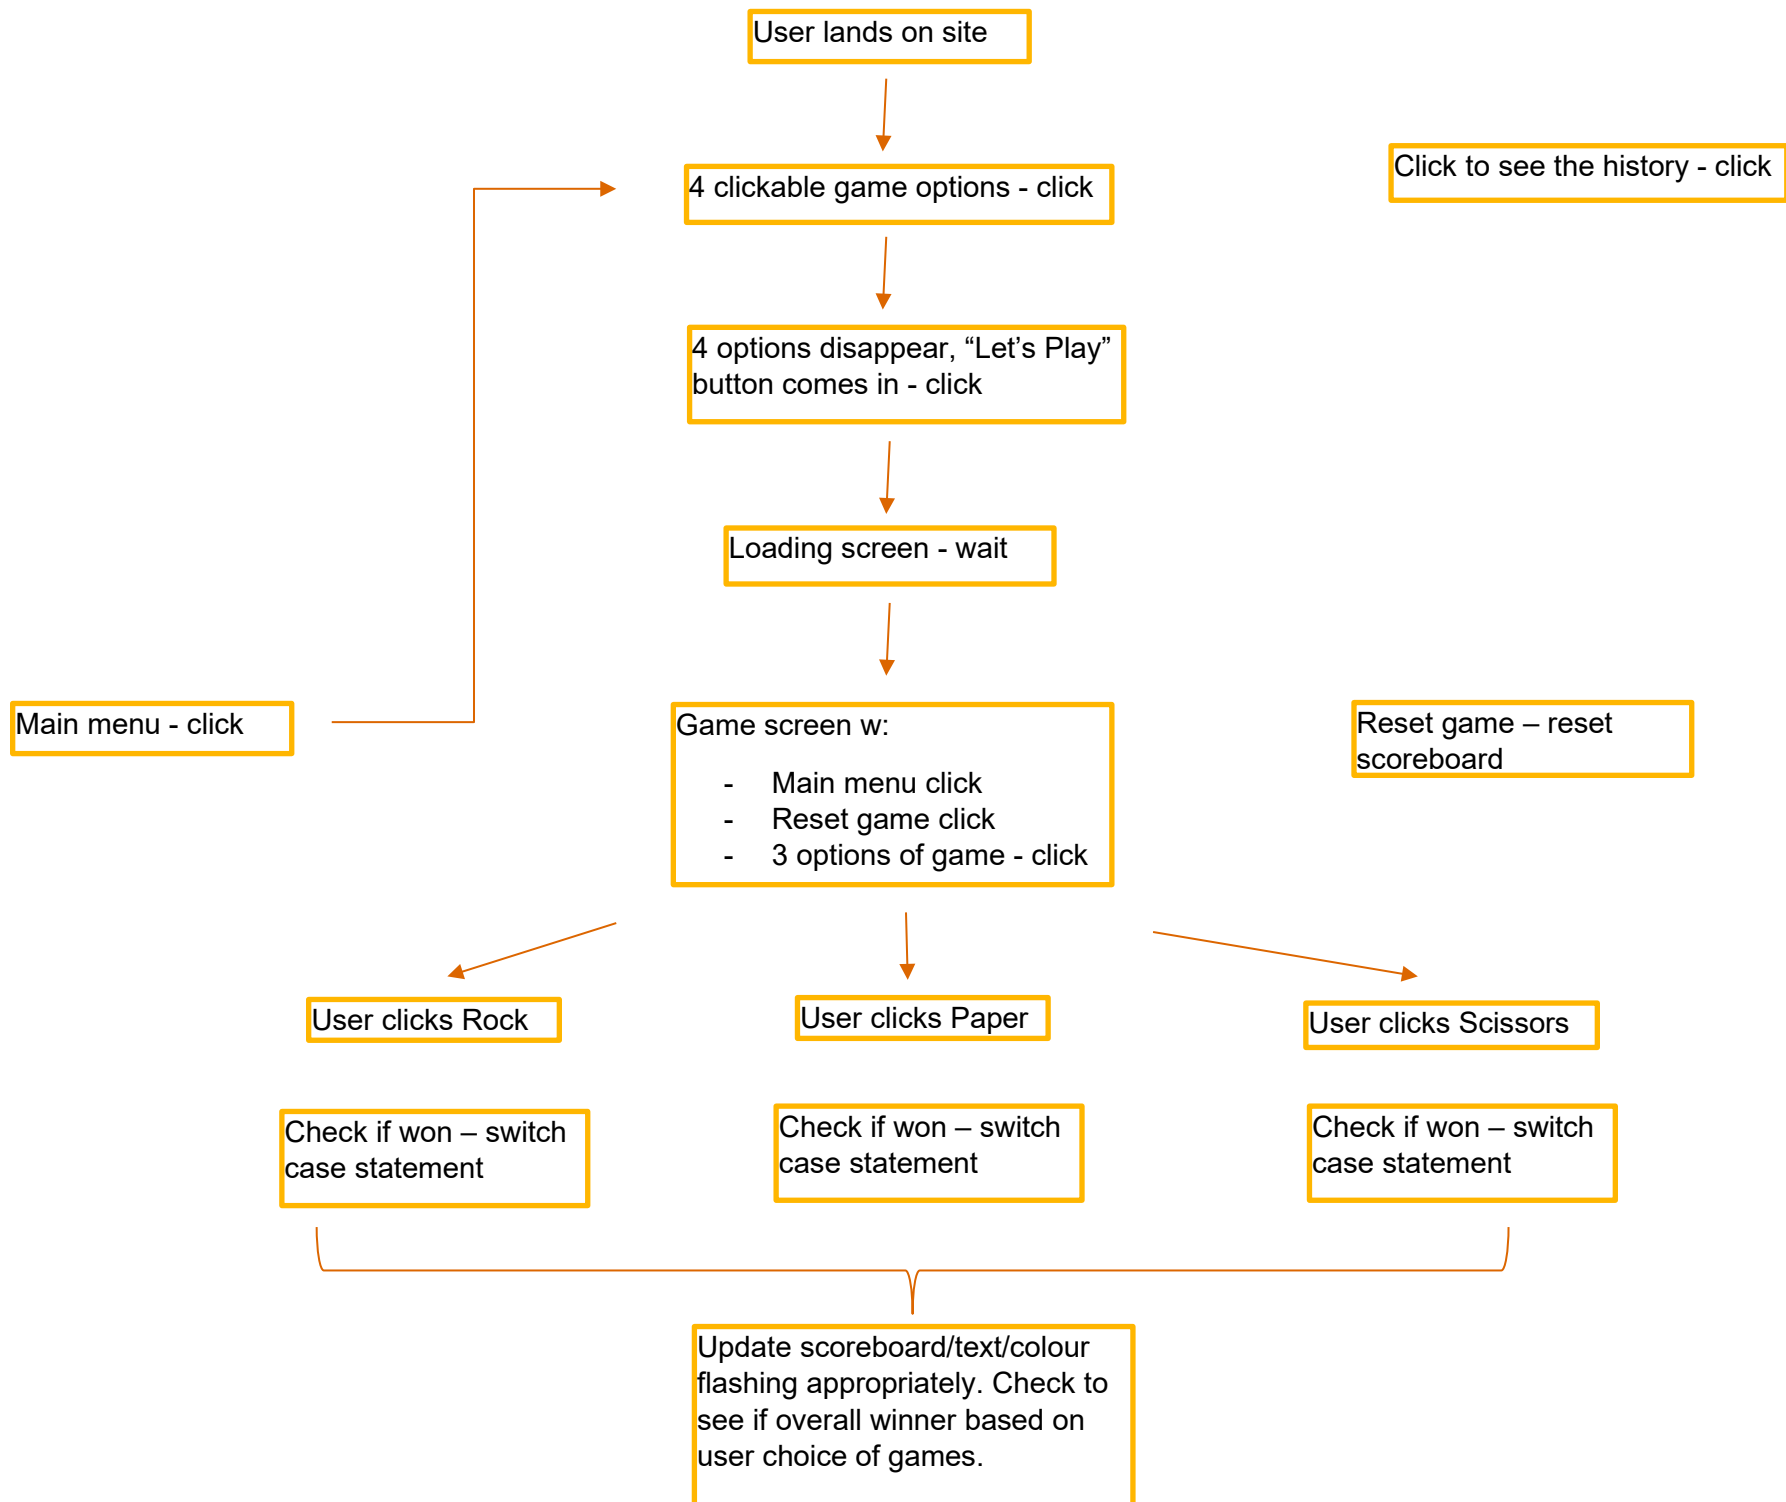 User lands on site
4 clickable game options - click
Click to see the history - click
4 options disappear, “Let’s Play”
button comes in - click
Loading screen - wait
Main menu - click
Game screen w:
- Main menu click
- Reset game click
- 3 options of game - click
Reset game – reset
scoreboard
User clicks Rock
User clicks Paper
User clicks Scissors
Check if won – switch
case statement
Check if won – switch
case statement
Check if won – switch
case statement
Update scoreboard/text/colour
flashing appropriately. Check to
see if overall winner based on
user choice of games.